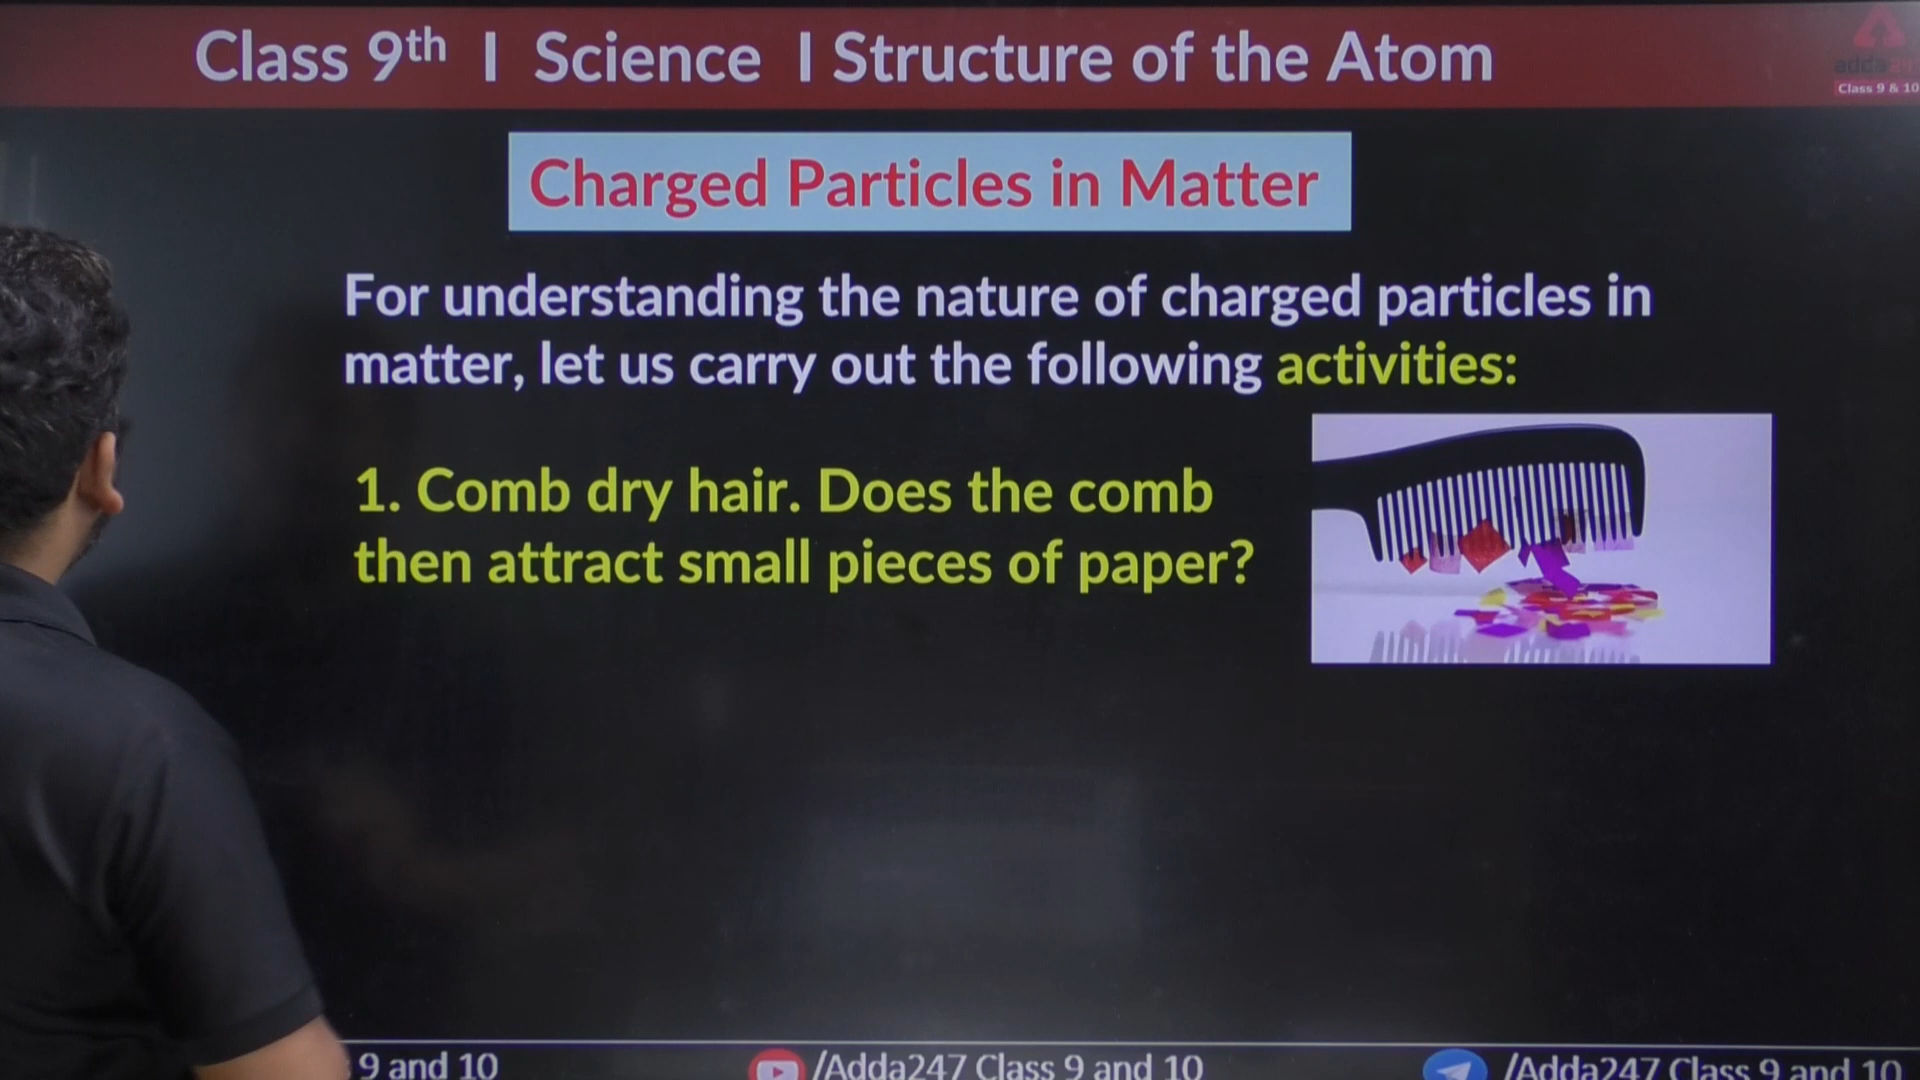 Class 9th I Science I Structure of the Atom
adda247
Class 9 & 10
Charged Particles in Matter
For understanding the nature of charged particles in
matter, let us carry out the following activities:
1. Comb dry hair. Does the comb
then attract small pieces of paper?
9 and 10
/Adda247 Class 9 and 10
/Adda247 Class 9 and 10